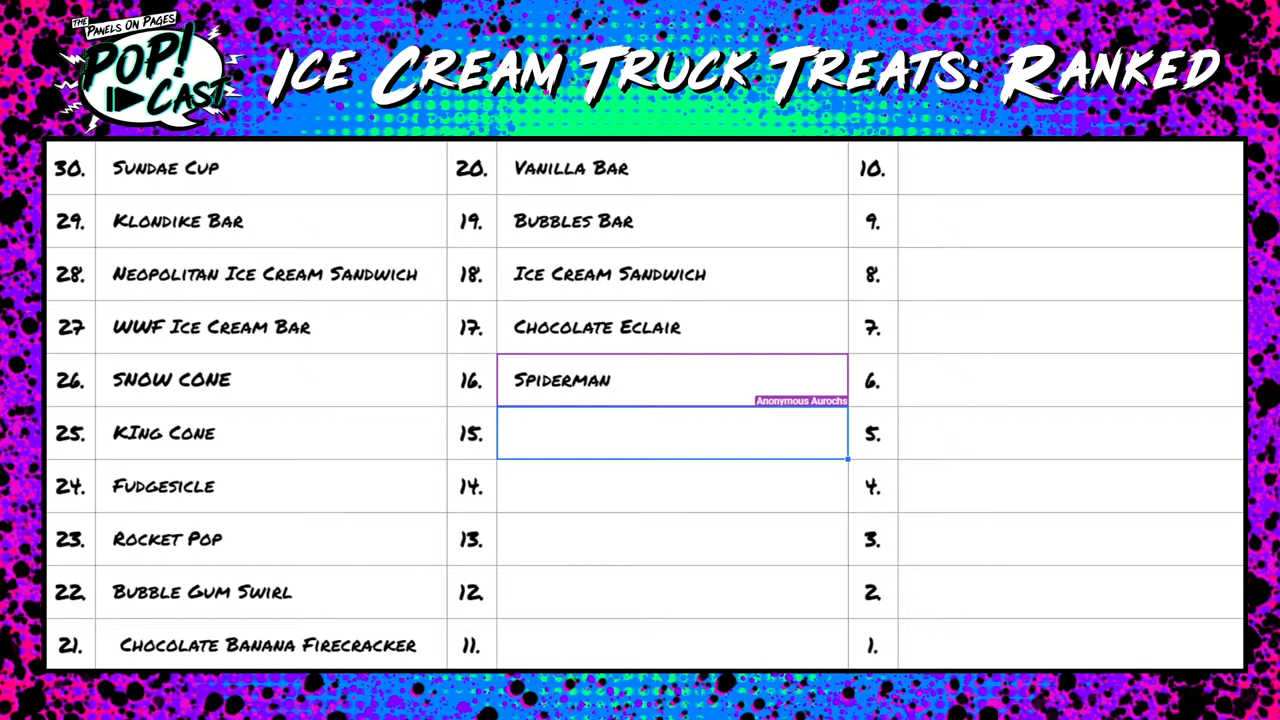 THE
PANELS ON PAGES
POP!
CAST
ICE CREAM TRUCK TREATS: RANKED
30. SUNDAE CUP
29. KLONDIKE BAR
28. NEOPOLITAN ICE CREAM SANDWICH
27 WWF ICE CREAM BAR
26. SNOW CONE
25. KING CONE
24. FUDGESICLE
23. ROCKET POP
22. BUBBLE GUM SWIRL
21. CHOCOLATE BANANA FIRECRACKER
20. VANILLA BAR
19. BUBBLES BAR
18. ICE CREAM SANDWICH
17. CHOCOLATE ECLAIR
16. SPIDERMAN
Anonymous Aurochs
15.
14.
13.
12.
11.
10.
9.
8.
7.
6.
5.
4.
3.
2.
1.